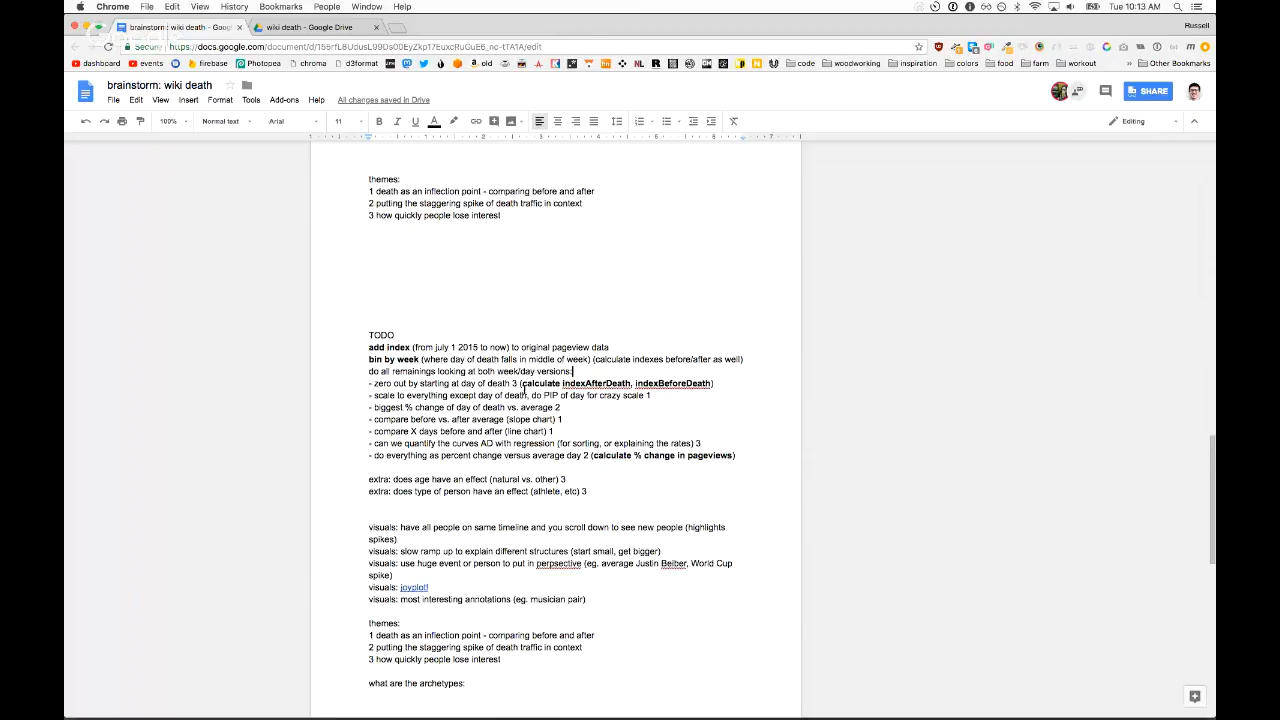 Chrome File Edit View History Bookmarks People Window Help Tue 10:13 AM
brainstorm: wiki death - Goog wiki death - Google Drive Russell
Secure
dashboard events firebase Photopea chroma d3format old code woodworking inspiration colors food farm workout Other Bookmarks
brainstorm: wiki death
File Edit View Insert Format Tools Add-ons Help All changes saved in Drive SHARE
100% Normal text Arial 11 Editing
1 2 3 4 5 6 7
themes:
1 death as an inflection point - comparing before and after
2 putting the staggering spike of death traffic in context
3 how quickly people lose interest
TODO
add index (from july 1 2015 to now) to original pageview data
bin by week (where day of death falls in middle of week) (calculate indexes before/after as well)
do all remainings looking at both week/day versions:
- zero out by starting at day of death 3 (calculate indexAfterDeath, indexBeforeDeath)
- scale to everything except day of death, do PIP of day for crazy scale 1
- biggest % change of day of death vs. average 2
- compare before vs. after average (slope chart) 1
- compare X days before and after (line chart) 1
- can we quantify the curves AD with regression (for sorting, or explaining the rates) 3
- do everything as percent change versus average day 2 (calculate % change in pageviews)
extra: does age have an effect (natural vs. other) 3
extra: does type of person have an effect (athlete, etc) 3
visuals: have all people on same timeline and you scroll down to see new people (highlights
spikes)
visuals: slow ramp up to explain different structures (start small, get bigger)
visuals: use huge event or person to put in perpsective (eg. average Justin Beiber, World Cup
spike)
visuals: joyplot!
visuals: most interesting annotations (eg. musician pair)
themes:
1 death as an inflection point - comparing before and after
2 putting the staggering spike of death traffic in context
3 how quickly people lose interest
what are the archetypes: